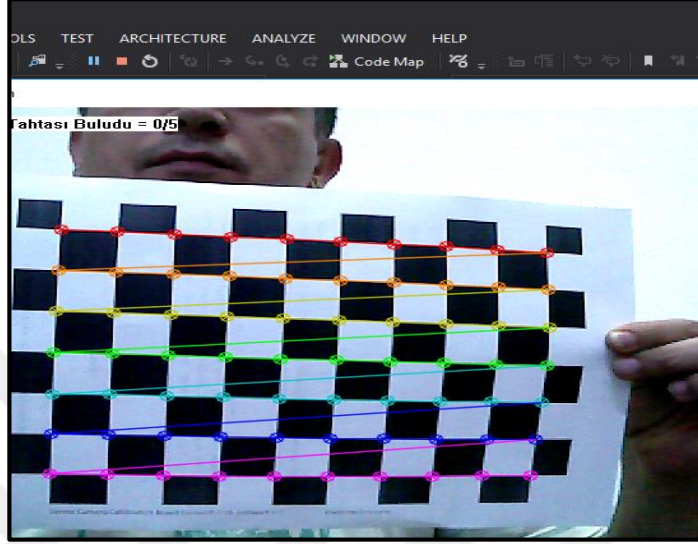 OLS TEST ARCHITECTURE ANALYZE WINDOW HELP
Code Map
Tahtası Buludu = 0/5